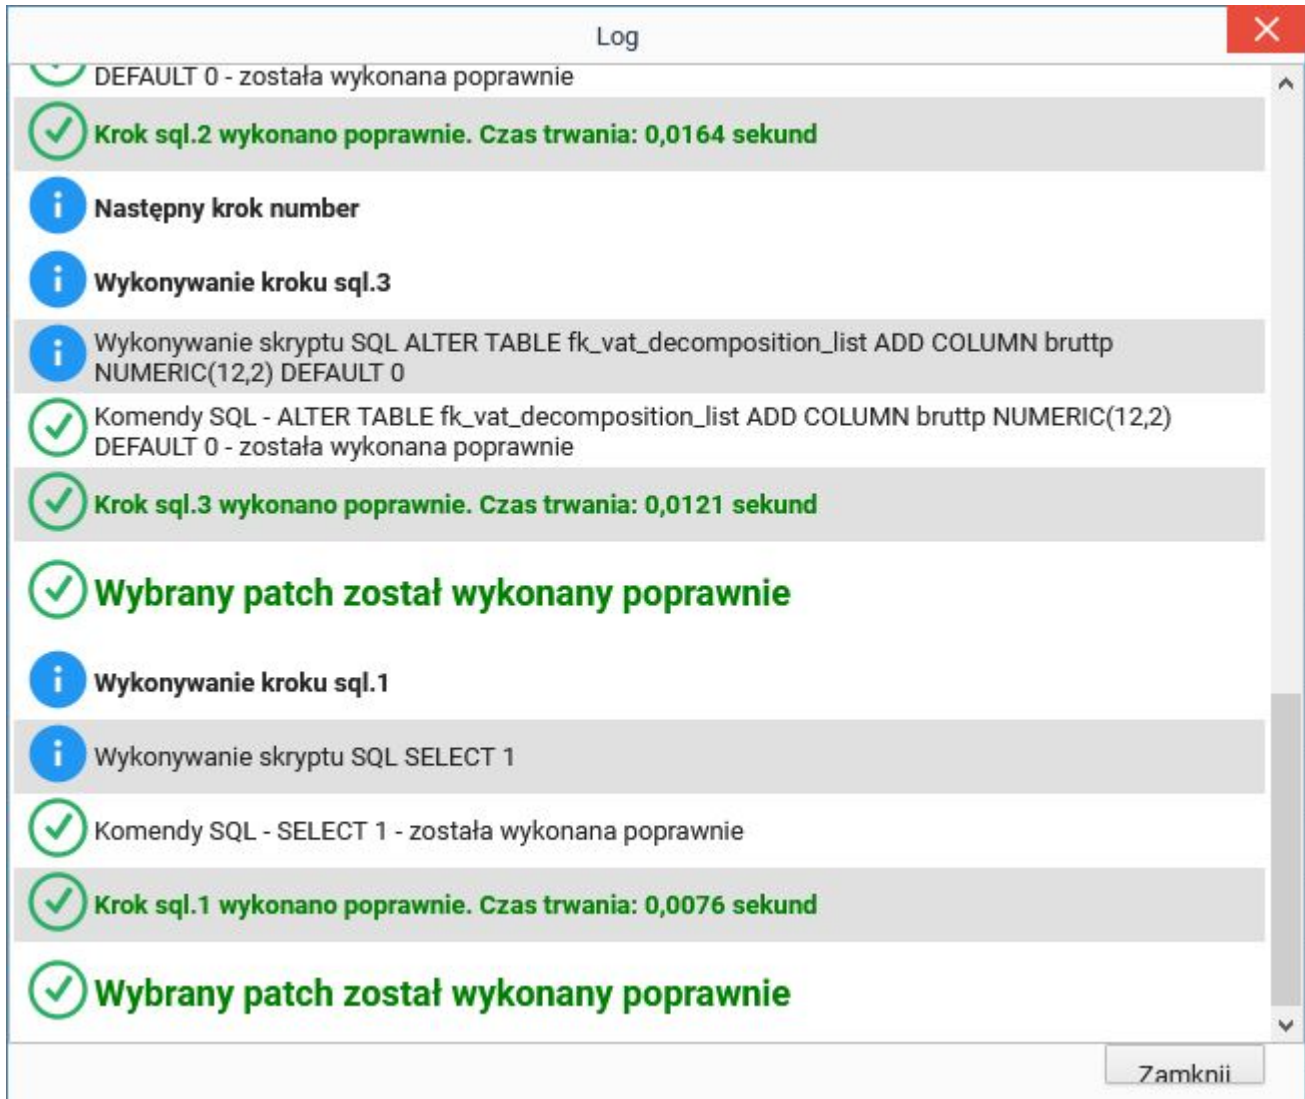 Log
DEFAULT 0 - została wykonana poprawnie
Krok sql.2 wykonano poprawnie. Czas trwania: 0,0164 sekund
Następny krok number
Wykonywanie kroku sql.3
Wykonywanie skryptu SQL ALTER TABLE fk_vat_decomposition_list ADD COLUMN bruttp
NUMERIC(12,2) DEFAULT 0
Komendy SQL - ALTER TABLE fk_vat_decomposition_list ADD COLUMN bruttp NUMERIC(12,2)
DEFAULT 0 - została wykonana poprawnie
Krok sql.3 wykonano poprawnie. Czas trwania: 0,0121 sekund
Wybrany patch został wykonany poprawnie
Wykonywanie kroku sql.1
Wykonywanie skryptu SQL SELECT 1
Komendy SQL - SELECT 1 - została wykonana poprawnie
Krok sql.1 wykonano poprawnie. Czas trwania: 0,0076 sekund
Wybrany patch został wykonany poprawnie
Zamknij